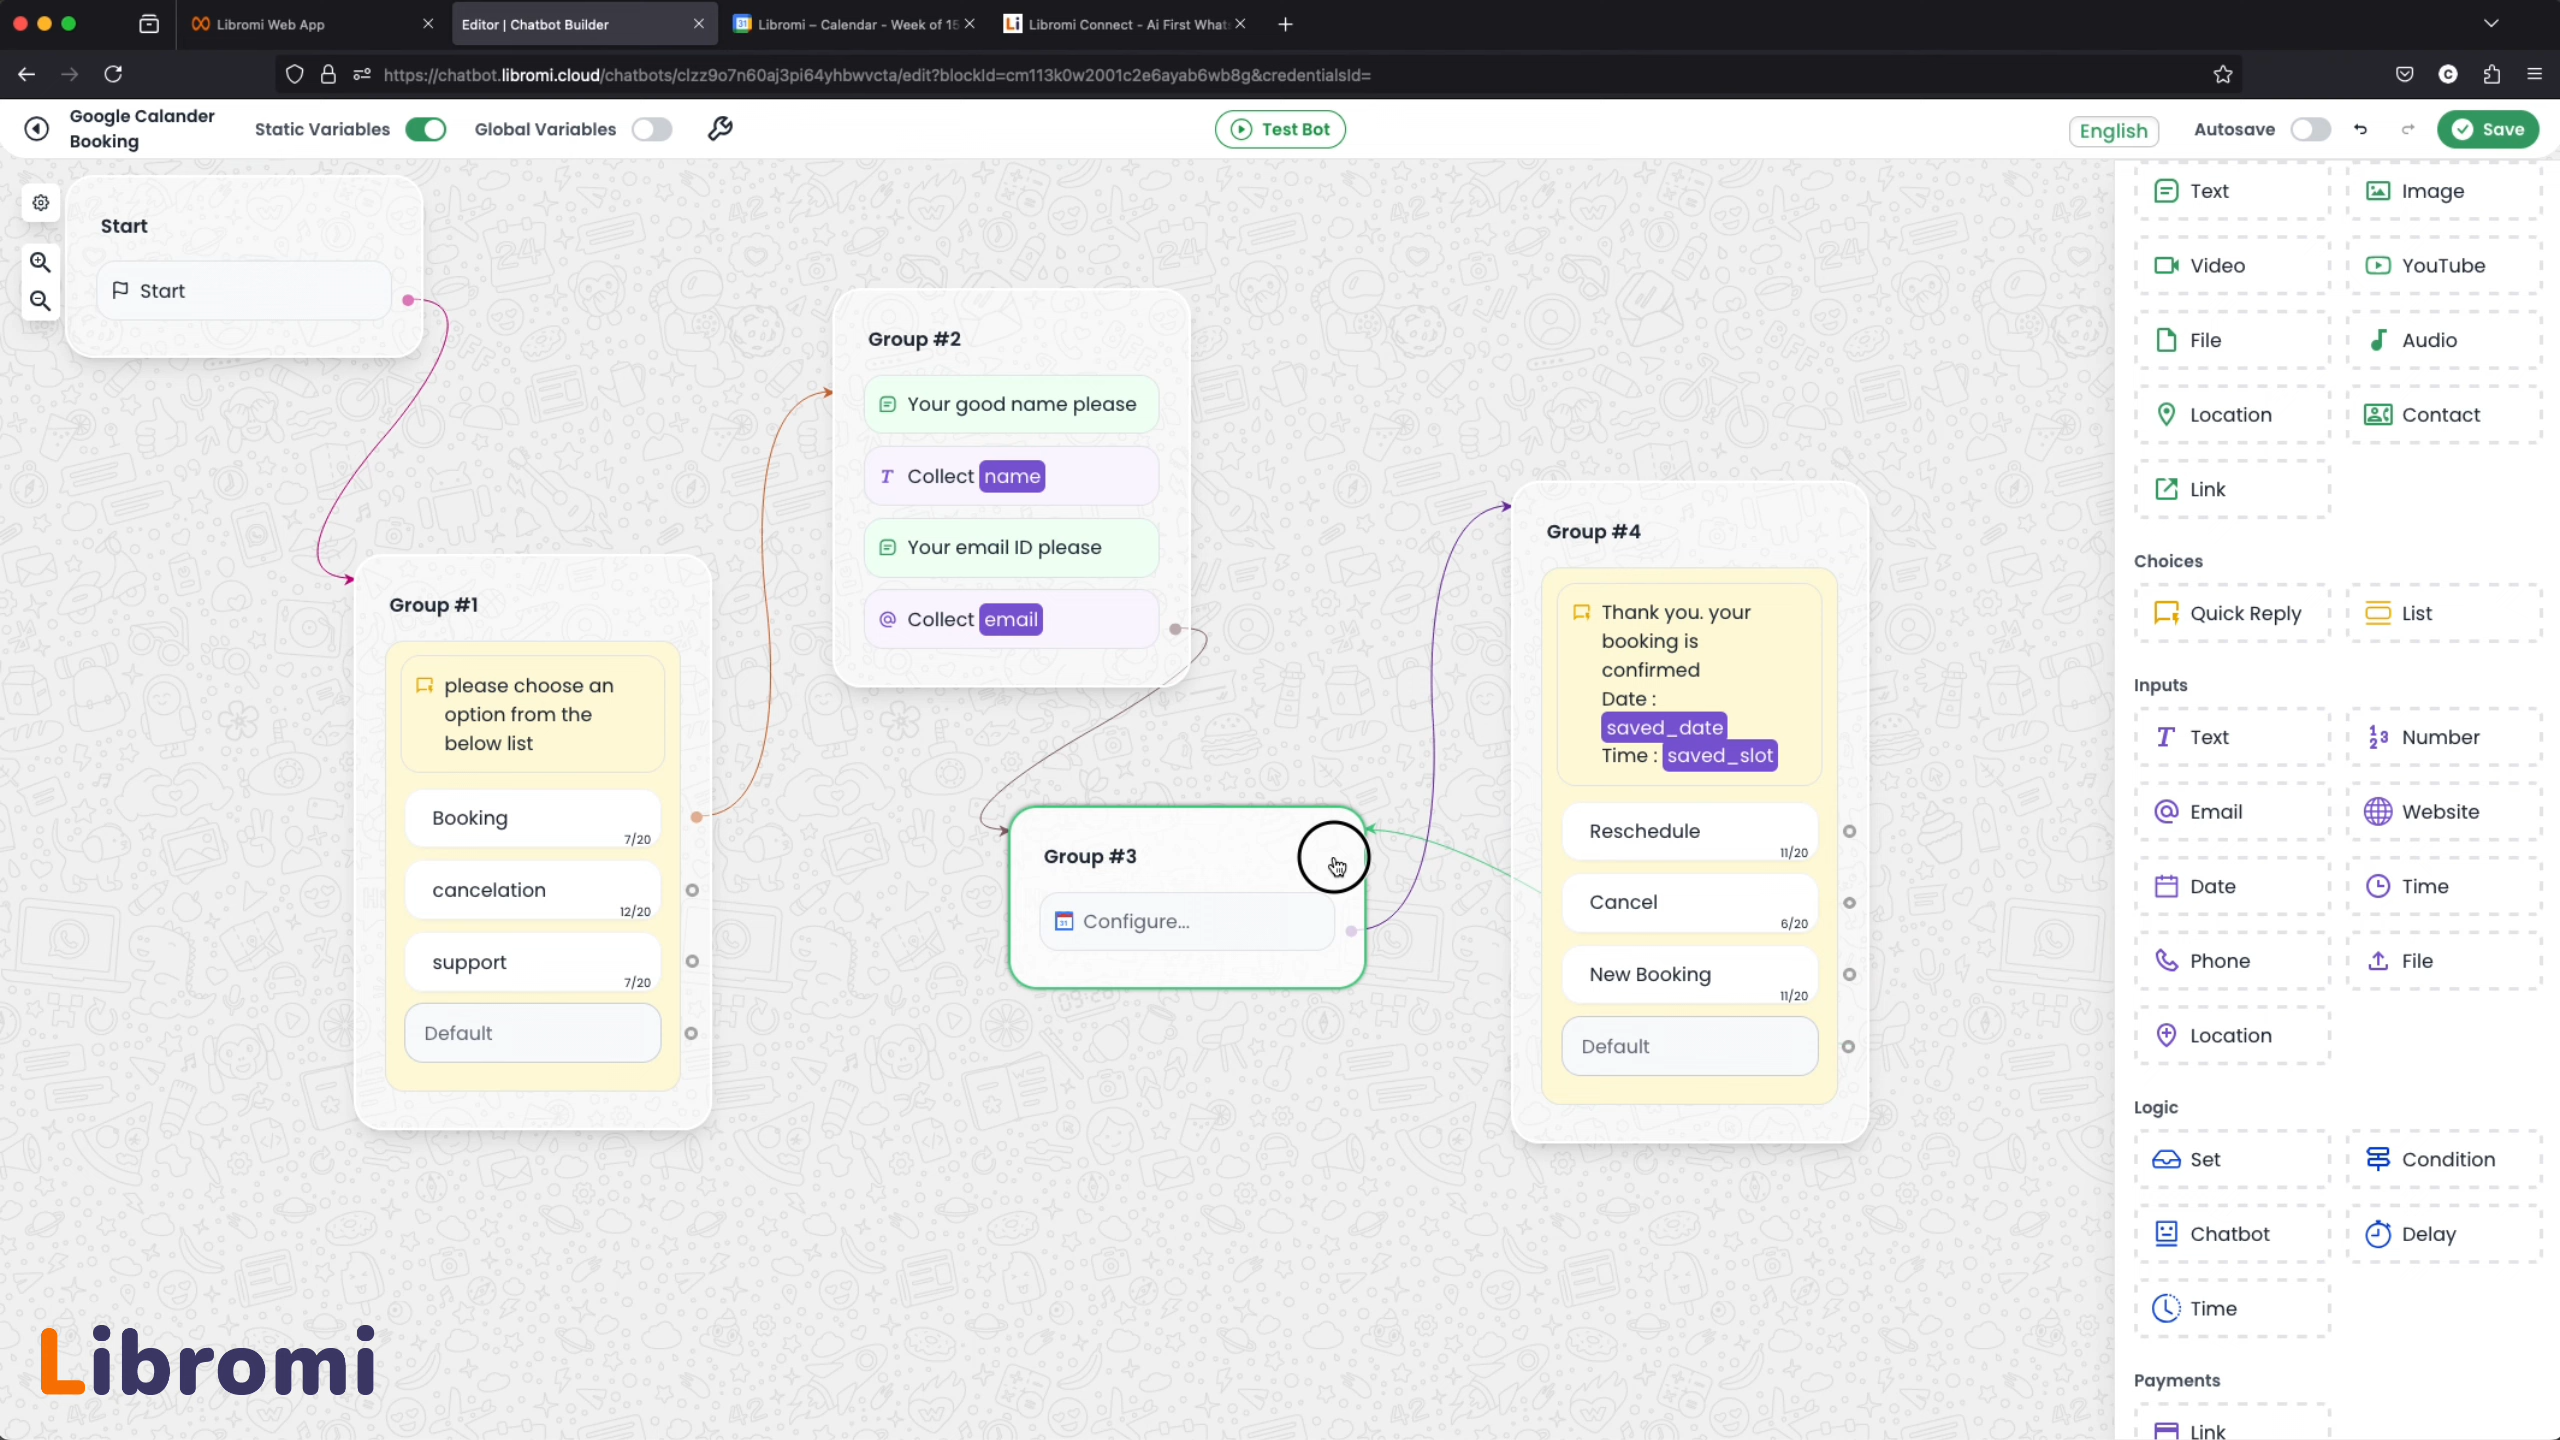 Libromi Web App
Editor | Chatbot Builder
Libromi – Calendar - Week of 15
Libromi Connect - Ai First What
https://chatbot.libromi.cloud/chatbots/clzz9o7n60aj3pi64yhbwvcta/edit?blockId=cm113k0w2001c2e6ayab6wb8g&credentialsId=
Google Calander
Booking
Static Variables
Global Variables
Test Bot
English
Autosave
Save
Start
Start
Group #1
please choose an
option from the
below list
Booking
7/20
cancelation
12/20
support
7/20
Default
Group #2
Your good name please
Collect name
Your email ID please
Collect email
Group #3
Configure...
Group #4
Thank you. your
booking is
confirmed
Date :
saved_date
Time : saved_slot
Reschedule
11/20
Cancel
6/20
New Booking
11/20
Default
Text
Image
Video
YouTube
File
Audio
Location
Contact
Link
Choices
Quick Reply
List
Inputs
Text
Number
Email
Website
Date
Time
Phone
File
Location
Logic
Set
Condition
Chatbot
Delay
Time
Payments
Link
Libromi